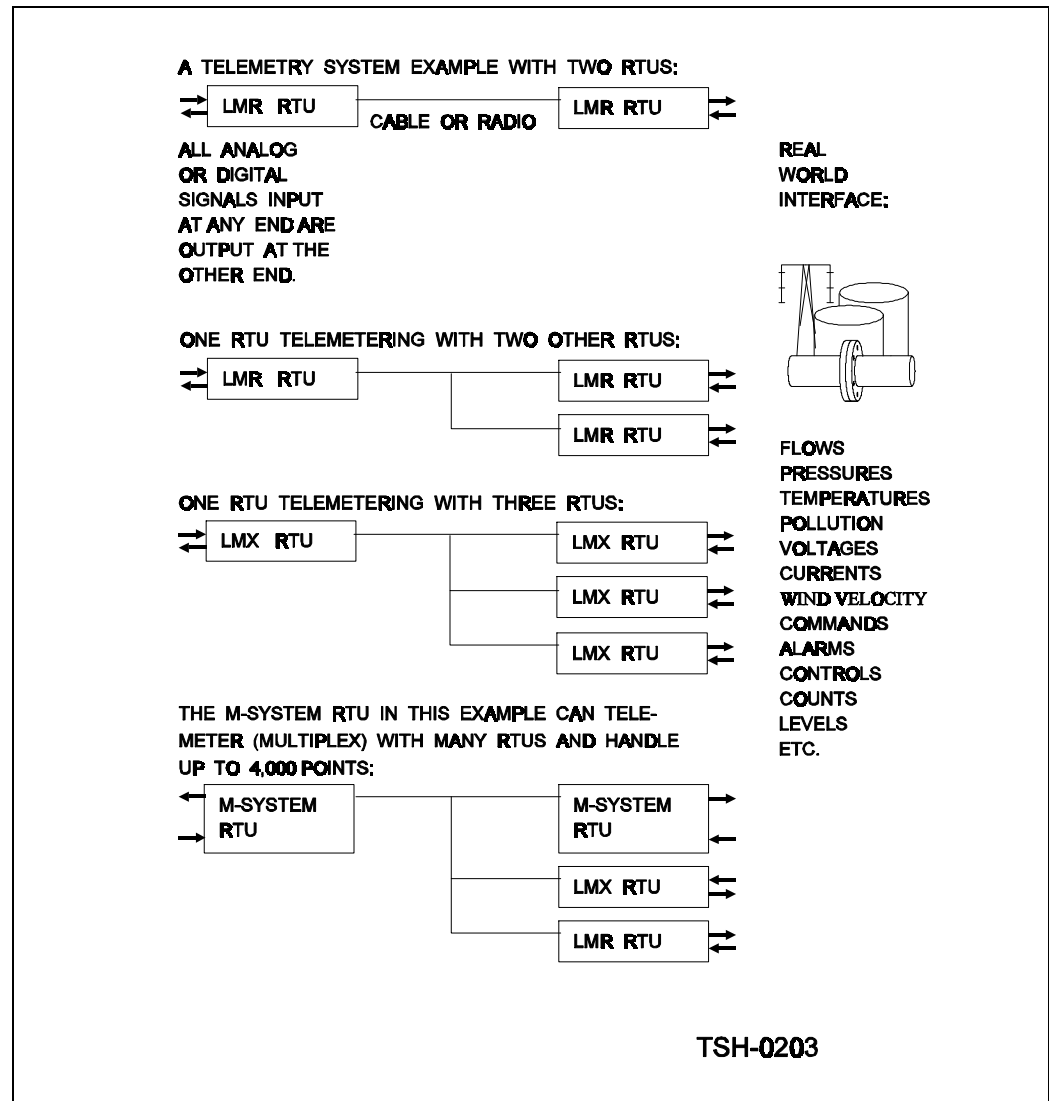 A TELEMETRY SYSTEM EXAMPLE WITH TWO RTUS:
LMR RTU
CABLE OR RADIO
LMR RTU
ALL ANALOG
OR DIGITAL
SIGNALS INPUT
AT ANY END ARE
OUTPUT AT THE
OTHER END.
REAL
WORLD
INTERFACE:
ONE RTU TELEMETERING WITH TWO OTHER RTUS:
LMR RTU
LMR RTU
LMR RTU
ONE RTU TELEMETERING WITH THREE RTUS:
LMX RTU
LMX RTU
LMX RTU
LMX RTU
FLOWS
PRESSURES
TEMPERATURES
POLLUTION
VOLTAGES
CURRENTS
WIND VELOCITY
COMMANDS
ALARMS
CONTROLS
COUNTS
LEVELS
ETC.
THE M-SYSTEM RTU IN THIS EXAMPLE CAN TELE-
METER (MULTIPLEX) WITH MANY RTUS AND HANDLE
UP TO 4,000 POINTS:
M-SYSTEM
RTU
M-SYSTEM
RTU
LMX RTU
LMR RTU
TSH-0203